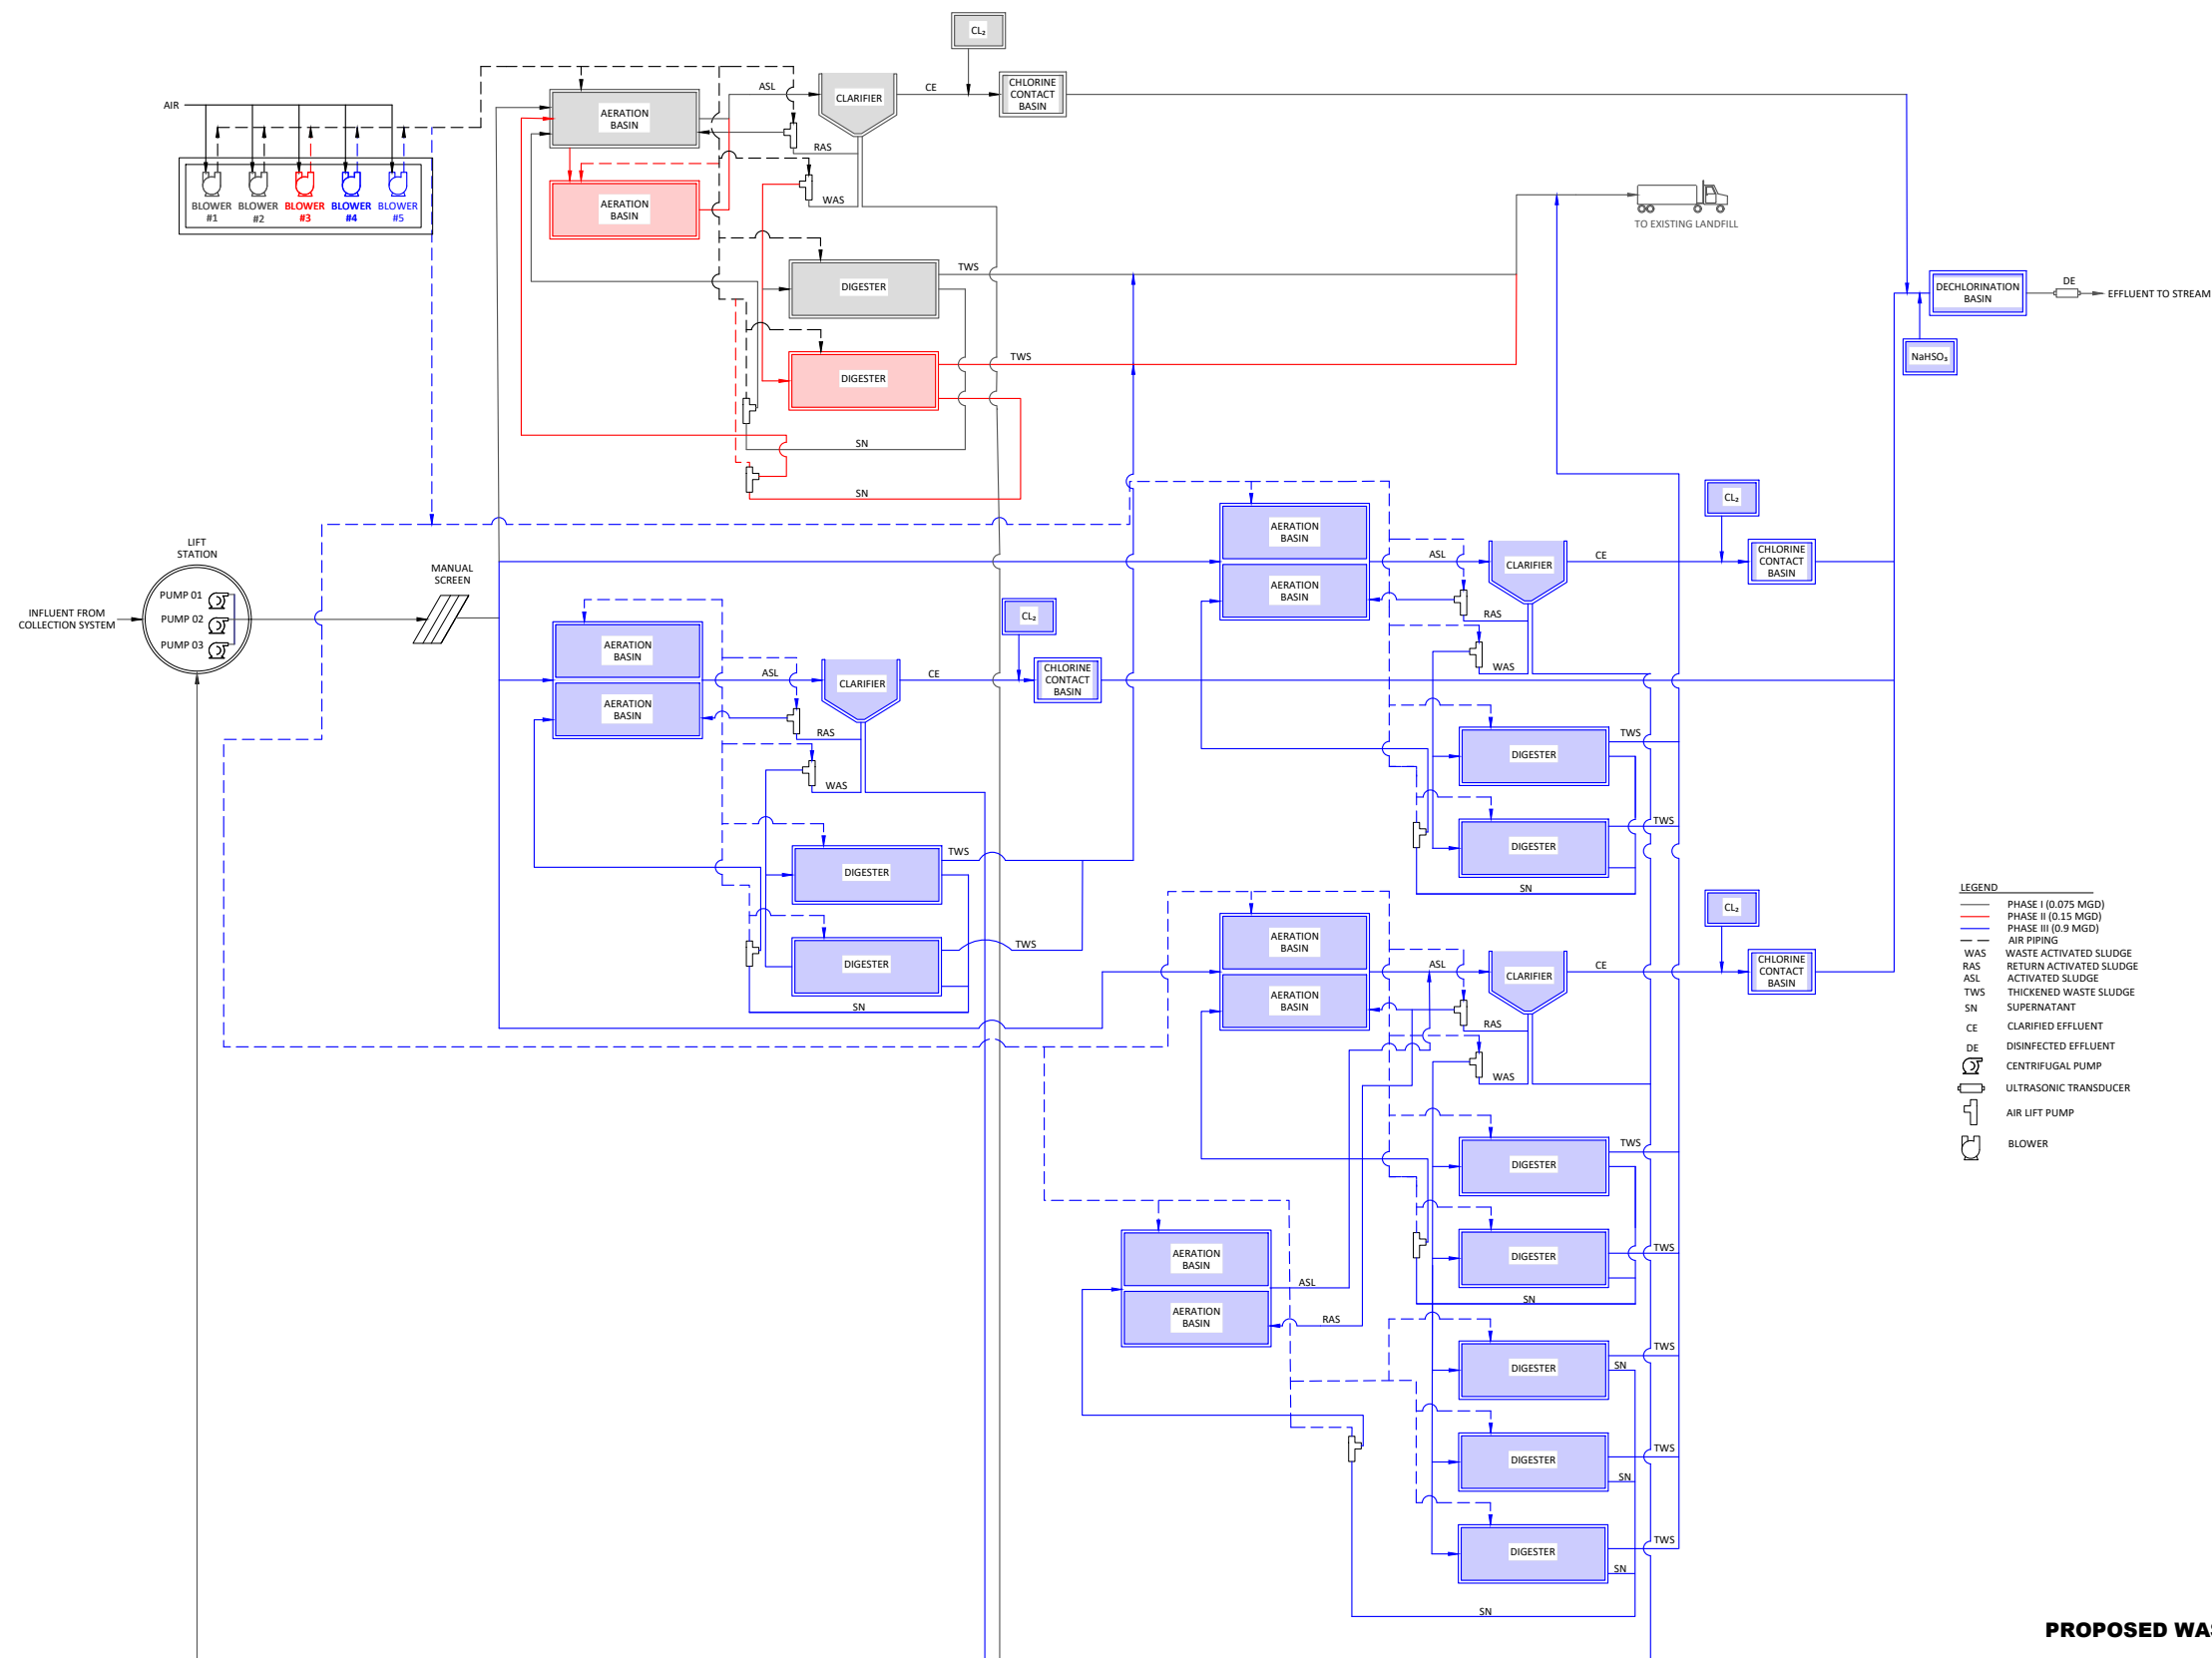 CL₂
AIR
AERATION
BASIN
ASL
CLARIFIER
CE
CHLORINE
CONTACT
BASIN
RAS
BLOWER
#1
BLOWER
#2
BLOWER
#3
BLOWER
#4
BLOWER
#5
AERATION
BASIN
WAS
TO EXISTING LANDFILL
DIGESTER
TWS
DECHLORINATION
BASIN
DE
EFFLUENT TO STREAM
NaHSO₃
DIGESTER
TWS
SN
SN
LIFT
STATION
PUMP 01
PUMP 02
PUMP 03
INFLUENT FROM
COLLECTION SYSTEM
MANUAL
SCREEN
AERATION
BASIN
AERATION
BASIN
ASL
CLARIFIER
CE
CL₂
CHLORINE
CONTACT
BASIN
RAS
WAS
DIGESTER
TWS
DIGESTER
TWS
SN
AERATION
BASIN
AERATION
BASIN
ASL
CLARIFIER
CE
CL₂
CHLORINE
CONTACT
BASIN
RAS
WAS
DIGESTER
TWS
DIGESTER
TWS
SN
AERATION
BASIN
AERATION
BASIN
ASL
CLARIFIER
CE
CL₂
CHLORINE
CONTACT
BASIN
RAS
WAS
DIGESTER
TWS
DIGESTER
TWS
SN
AERATION
BASIN
AERATION
BASIN
ASL
RAS
DIGESTER
TWS
SN
DIGESTER
TWS
SN
DIGESTER
TWS
SN
SN
LEGEND
PHASE I (0.075 MGD)
PHASE II (0.15 MGD)
PHASE III (0.9 MGD)
AIR PIPING
WAS WASTE ACTIVATED SLUDGE
RAS RETURN ACTIVATED SLUDGE
ASL ACTIVATED SLUDGE
TWS THICKENED WASTE SLUDGE
SN SUPERNATANT
CE CLARIFIED EFFLUENT
DE DISINFECTED EFFLUENT
CENTRIFUGAL PUMP
ULTRASONIC TRANSDUCER
AIR LIFT PUMP
BLOWER
PROPOSED WAS